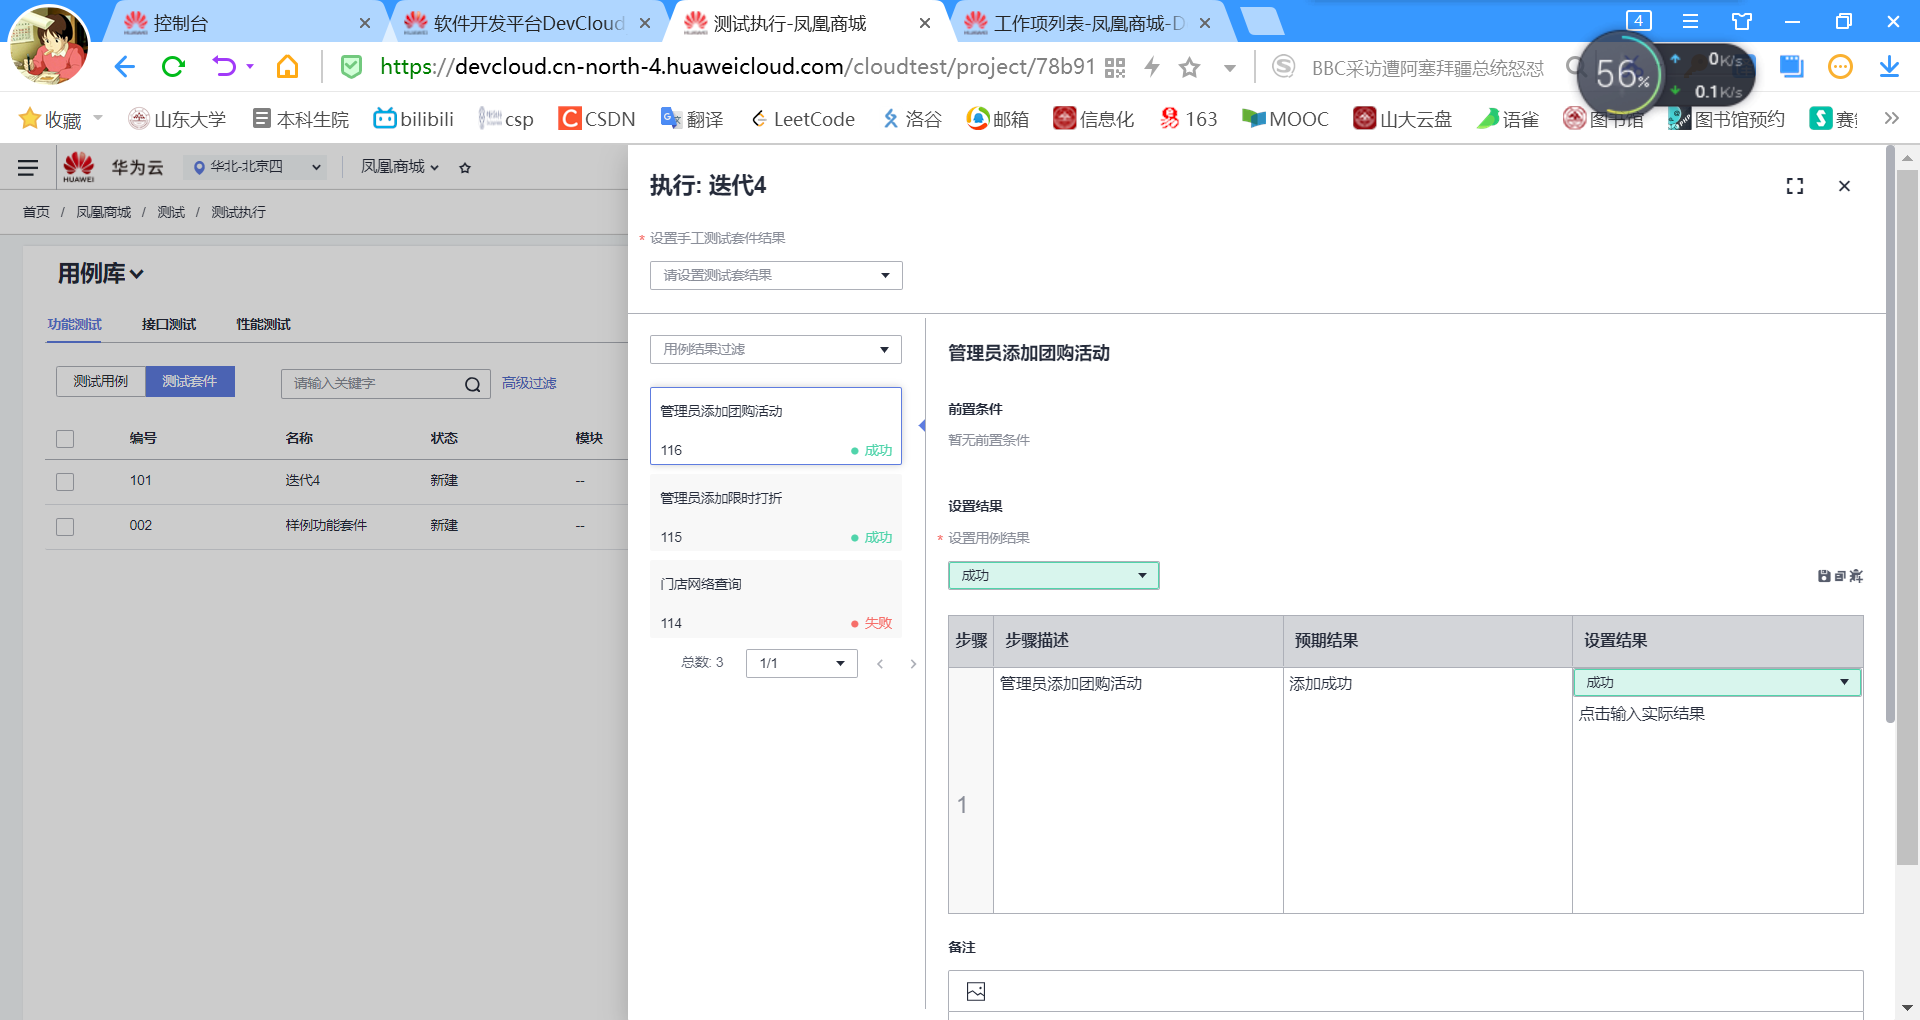 控制台
软件开发平台DevCloud
测试执行-凤凰商城
工作项列表-凤凰商城-D
4
https://devcloud.cn-north-4.huaweicloud.com/cloudtest/project/78b91
BBC采访遭阿塞拜疆总统怒怼
56%
0K/s
0.1K/s
收藏
山东大学
本科生院
bilibili
csp
CSDN
翻译
LeetCode
洛谷
邮箱
信息化
163
MOOC
山大云盘
语雀
图书馆
图书馆预约
HUAWEI
华为云
华北-北京四
凤凰商城
首页 / 凤凰商城 / 测试 / 测试执行
用例库
功能测试
接口测试
性能测试
测试用例
测试套件
请输入关键字
高级过滤
编号 名称 状态 模块
101 迭代4 新建 --
002 样例功能套件 新建 --
执行: 迭代4
* 设置手工测试套件结果
请设置测试套结果
用例结果过滤
管理员添加团购活动
116 成功
管理员添加限时打折
115 成功
门店网络查询
114 失败
总数: 3
1/1
管理员添加团购活动
前置条件
暂无前置条件
设置结果
* 设置用例结果
成功
步骤 步骤描述 预期结果 设置结果
1 管理员添加团购活动 添加成功 成功
点击输入实际结果
备注